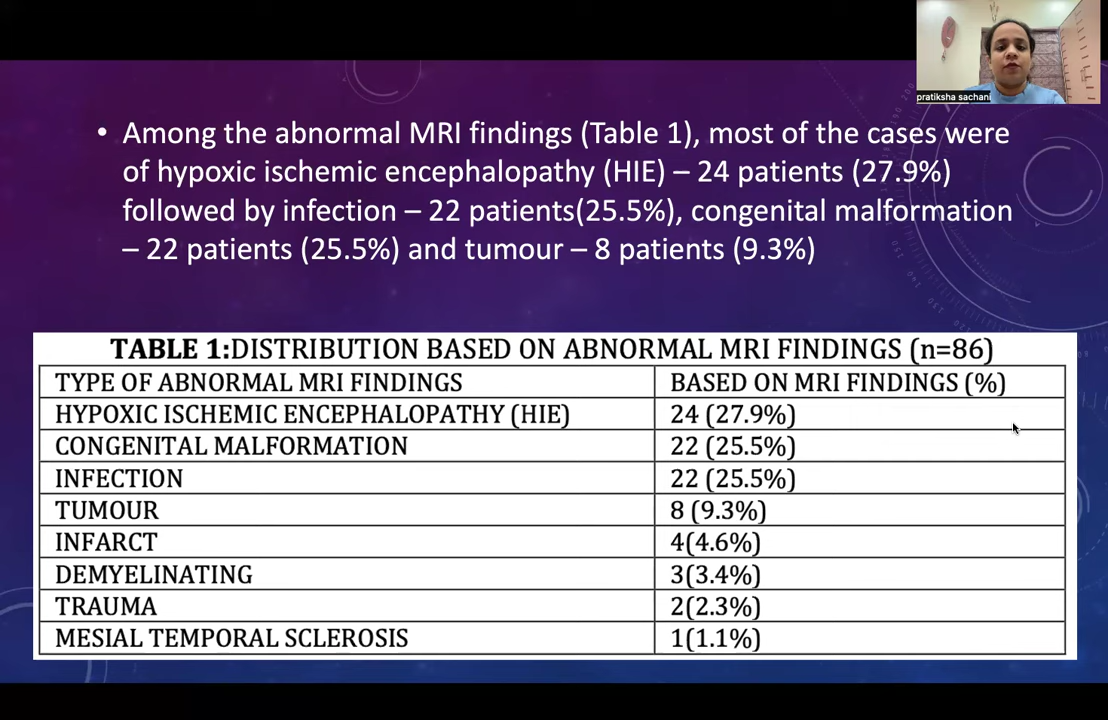 pratiksha sachani
• Among the abnormal MRI findings (Table 1), most of the cases were
of hypoxic ischemic encephalopathy (HIE) – 24 patients (27.9%)
followed by infection – 22 patients(25.5%), congenital malformation
– 22 patients (25.5%) and tumour – 8 patients (9.3%)
TABLE 1:DISTRIBUTION BASED ON ABNORMAL MRI FINDINGS (n=86)
TYPE OF ABNORMAL MRI FINDINGS BASED ON MRI FINDINGS (%)
HYPOXIC ISCHEMIC ENCEPHALOPATHY (HIE) 24 (27.9%)
CONGENITAL MALFORMATION 22 (25.5%)
INFECTION 22 (25.5%)
TUMOUR 8 (9.3%)
INFARCT 4(4.6%)
DEMYELINATING 3(3.4%)
TRAUMA 2(2.3%)
MESIAL TEMPORAL SCLEROSIS 1(1.1%)